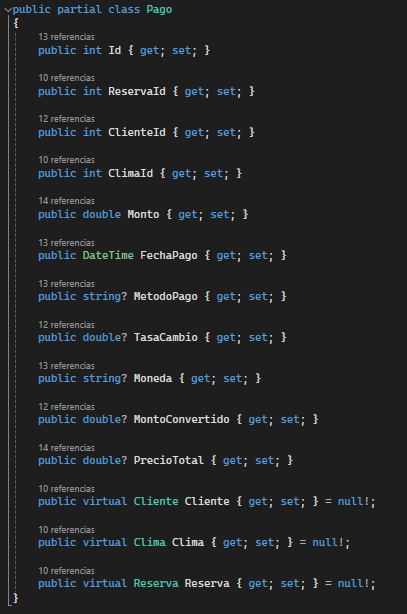 public partial class Pago
{
13 referencias
public int Id { get; set; }
10 referencias
public int ReservaId { get; set; }
12 referencias
public int ClienteId { get; set; }
10 referencias
public int ClimaId { get; set; }
14 referencias
public double Monto { get; set; }
13 referencias
public DateTime FechaPago { get; set; }
13 referencias
public string? MetodoPago { get; set; }
12 referencias
public double? TasaCambio { get; set; }
13 referencias
public string? Moneda { get; set; }
12 referencias
public double? MontoConvertido { get; set; }
14 referencias
public double? PrecioTotal { get; set; }
10 referencias
public virtual Cliente Cliente { get; set; } = null!;
10 referencias
public virtual Clima Clima { get; set; } = null!;
10 referencias
public virtual Reserva Reserva { get; set; } = null!;
}